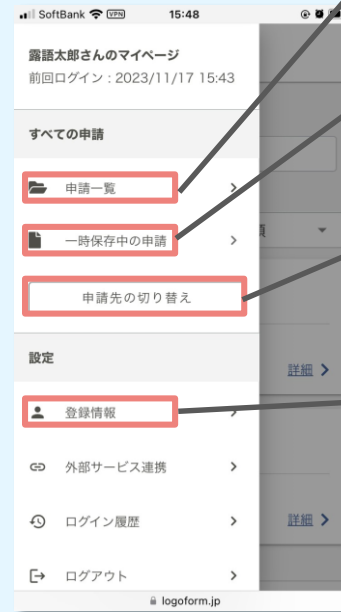 SoftBank VPN 15:48
露語太郎さんのマイページ
前回ログイン : 2023/11/17 15:43
すべての申請
申請一覧
一時保存中の申請
申請先の切り替え
設定
詳細
登録情報
外部サービス連携
ログイン履歴
詳細
ログアウト
logoform.jp